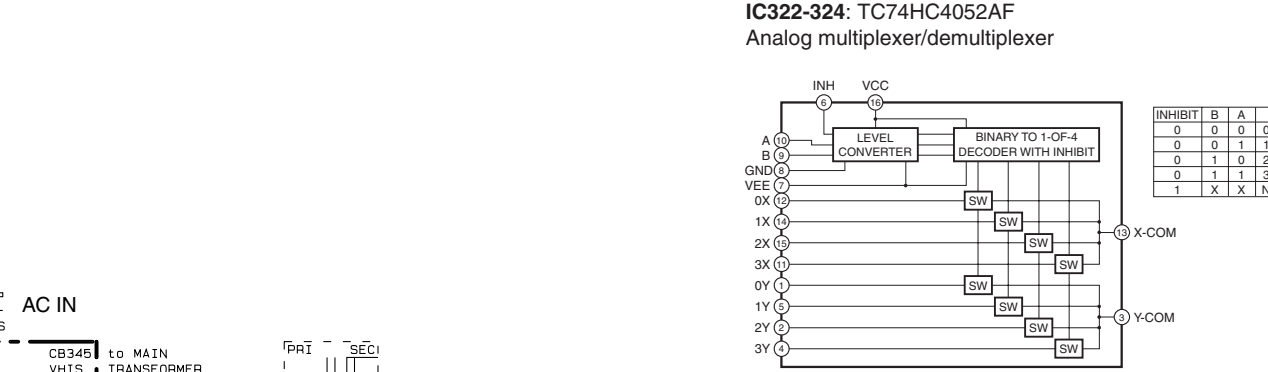 IC322-324: TC74HC4052AF
Analog multiplexer/demultiplexer
INH VCC
6 16
INHIBIT B A
0 0 0 0
0 0 1 1
0 1 0 2
0 1 1 3
1 X X N
A 10
B 9
GND 8
VEE 7
LEVEL
CONVERTER
BINARY TO 1-OF-4
DECODER WITH INHIBIT
0X 12 SW
1X 14 SW
2X 15 SW
3X 11 SW
13 X-COM
0Y 1 SW
1Y 5 SW
2Y 2 SW
3Y 4 SW
3 Y-COM
AC IN
S
CB345 to MAIN
VHIS TRANSFORMER
PRI SEC